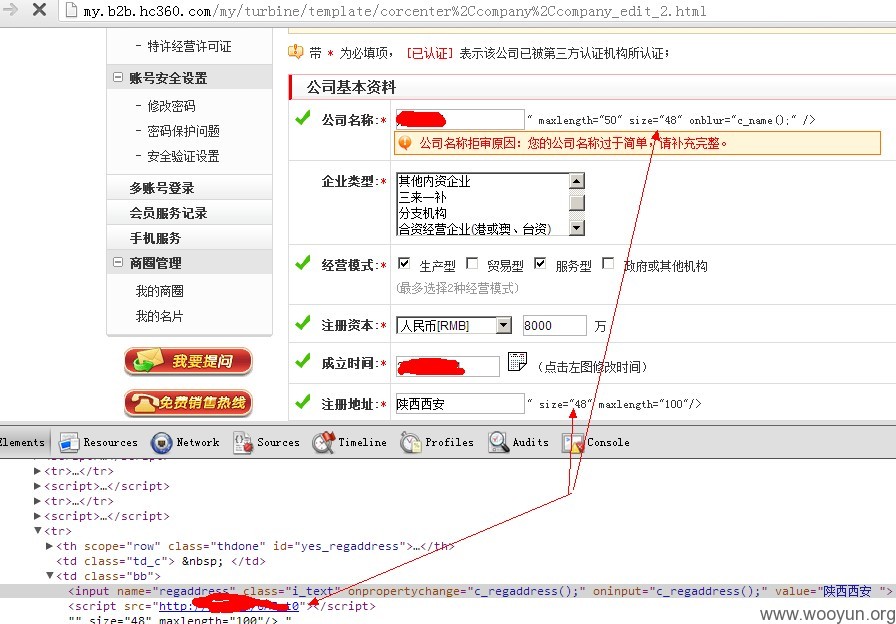 my.b2b.hc360.com/my/turbine/template/corcenter%2Ccompany%2Ccompany_edit_2.html
- 特许经营许可证
账号安全设置
- 修改密码
- 密码保护问题
- 安全验证设置
多账号登录
会员服务记录
手机服务
商圈管理
我的商圈
我的名片
我要提问
免费销售热线
带 * 为必填项， [已认证] 表示该公司已被第三方认证机构所认证；
公司基本资料
公司名称:* " maxlength="50" size="48" onblur="c_name();" />
公司名称拒审原因：您的公司名称过于简单，请补充完整。
企业类型:* 其他内资企业
三来一补
分支机构
合资经营企业(港或澳、台资)
经营模式:* 生产型 贸易型 服务型 政府或其他机构
(最多选择2种经营模式)
注册资本:* 人民币[RMB] 8000 万
成立时间:* (点击左图修改时间)
注册地址:* 陕西西安 " size="48" maxlength="100"/>
Elements Resources Network Sources Timeline Profiles Audits Console
▶<tr>…</tr>
▶<script>…</script>
▶<tr>…</tr>
▶<script>…</script>
▼<tr>
▶<th scope="row" class="thdone" id="yes_regaddress">…</th>
<td class="td_c"> &nbsp; </td>
▼<td class="bb">
<input name="regaddress" class="i_text" onpropertychange="c_regaddress();" oninput="c_regaddress();" value="陕西西安 ">
<script src="http:/ t0"></script>
"" size="48" maxlength="100"/> "
www.wooyun.org